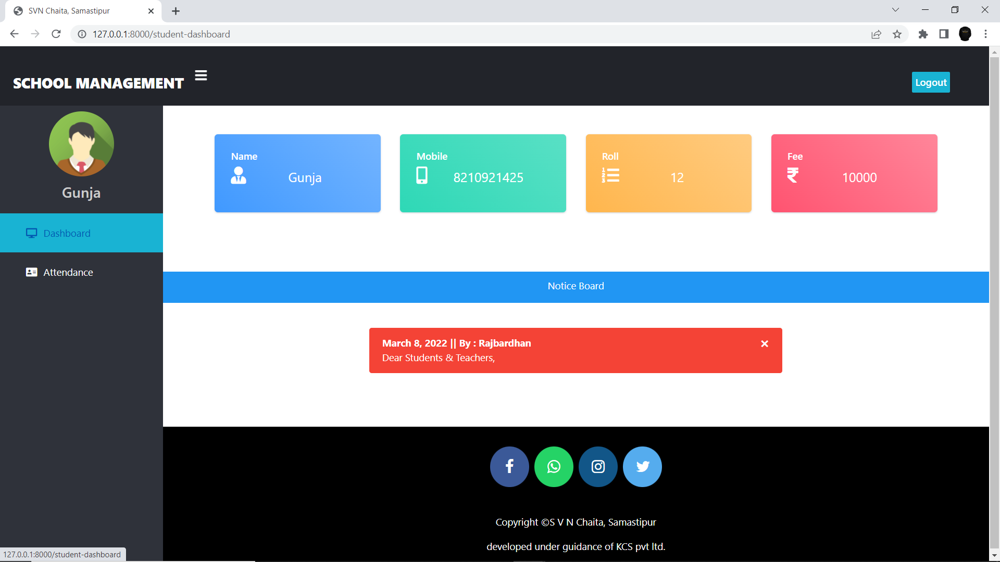 SVN Chaita, Samastipur
127.0.0.1:8000/student-dashboard
SCHOOL MANAGEMENT
Logout
Gunja
Dashboard
Attendance
Name
Gunja
Mobile
8210921425
Roll
12
Fee
10000
Notice Board
March 8, 2022 || By : Rajbardhan
Dear Students & Teachers,
Copyright ©S V N Chaita, Samastipur
developed under guidance of KCS pvt ltd.
127.0.0.1:8000/student-dashboard